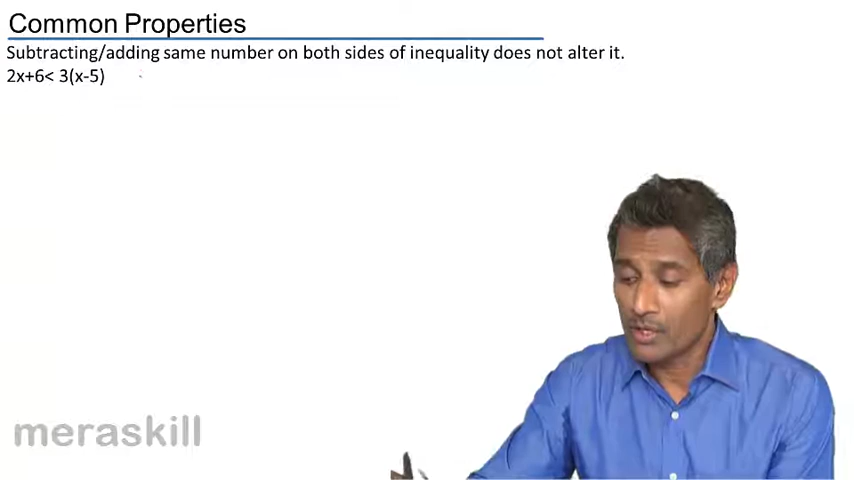 Common Properties
Subtracting/adding same number on both sides of inequality does not alter it.
2x+6< 3(x-5)
meraskill